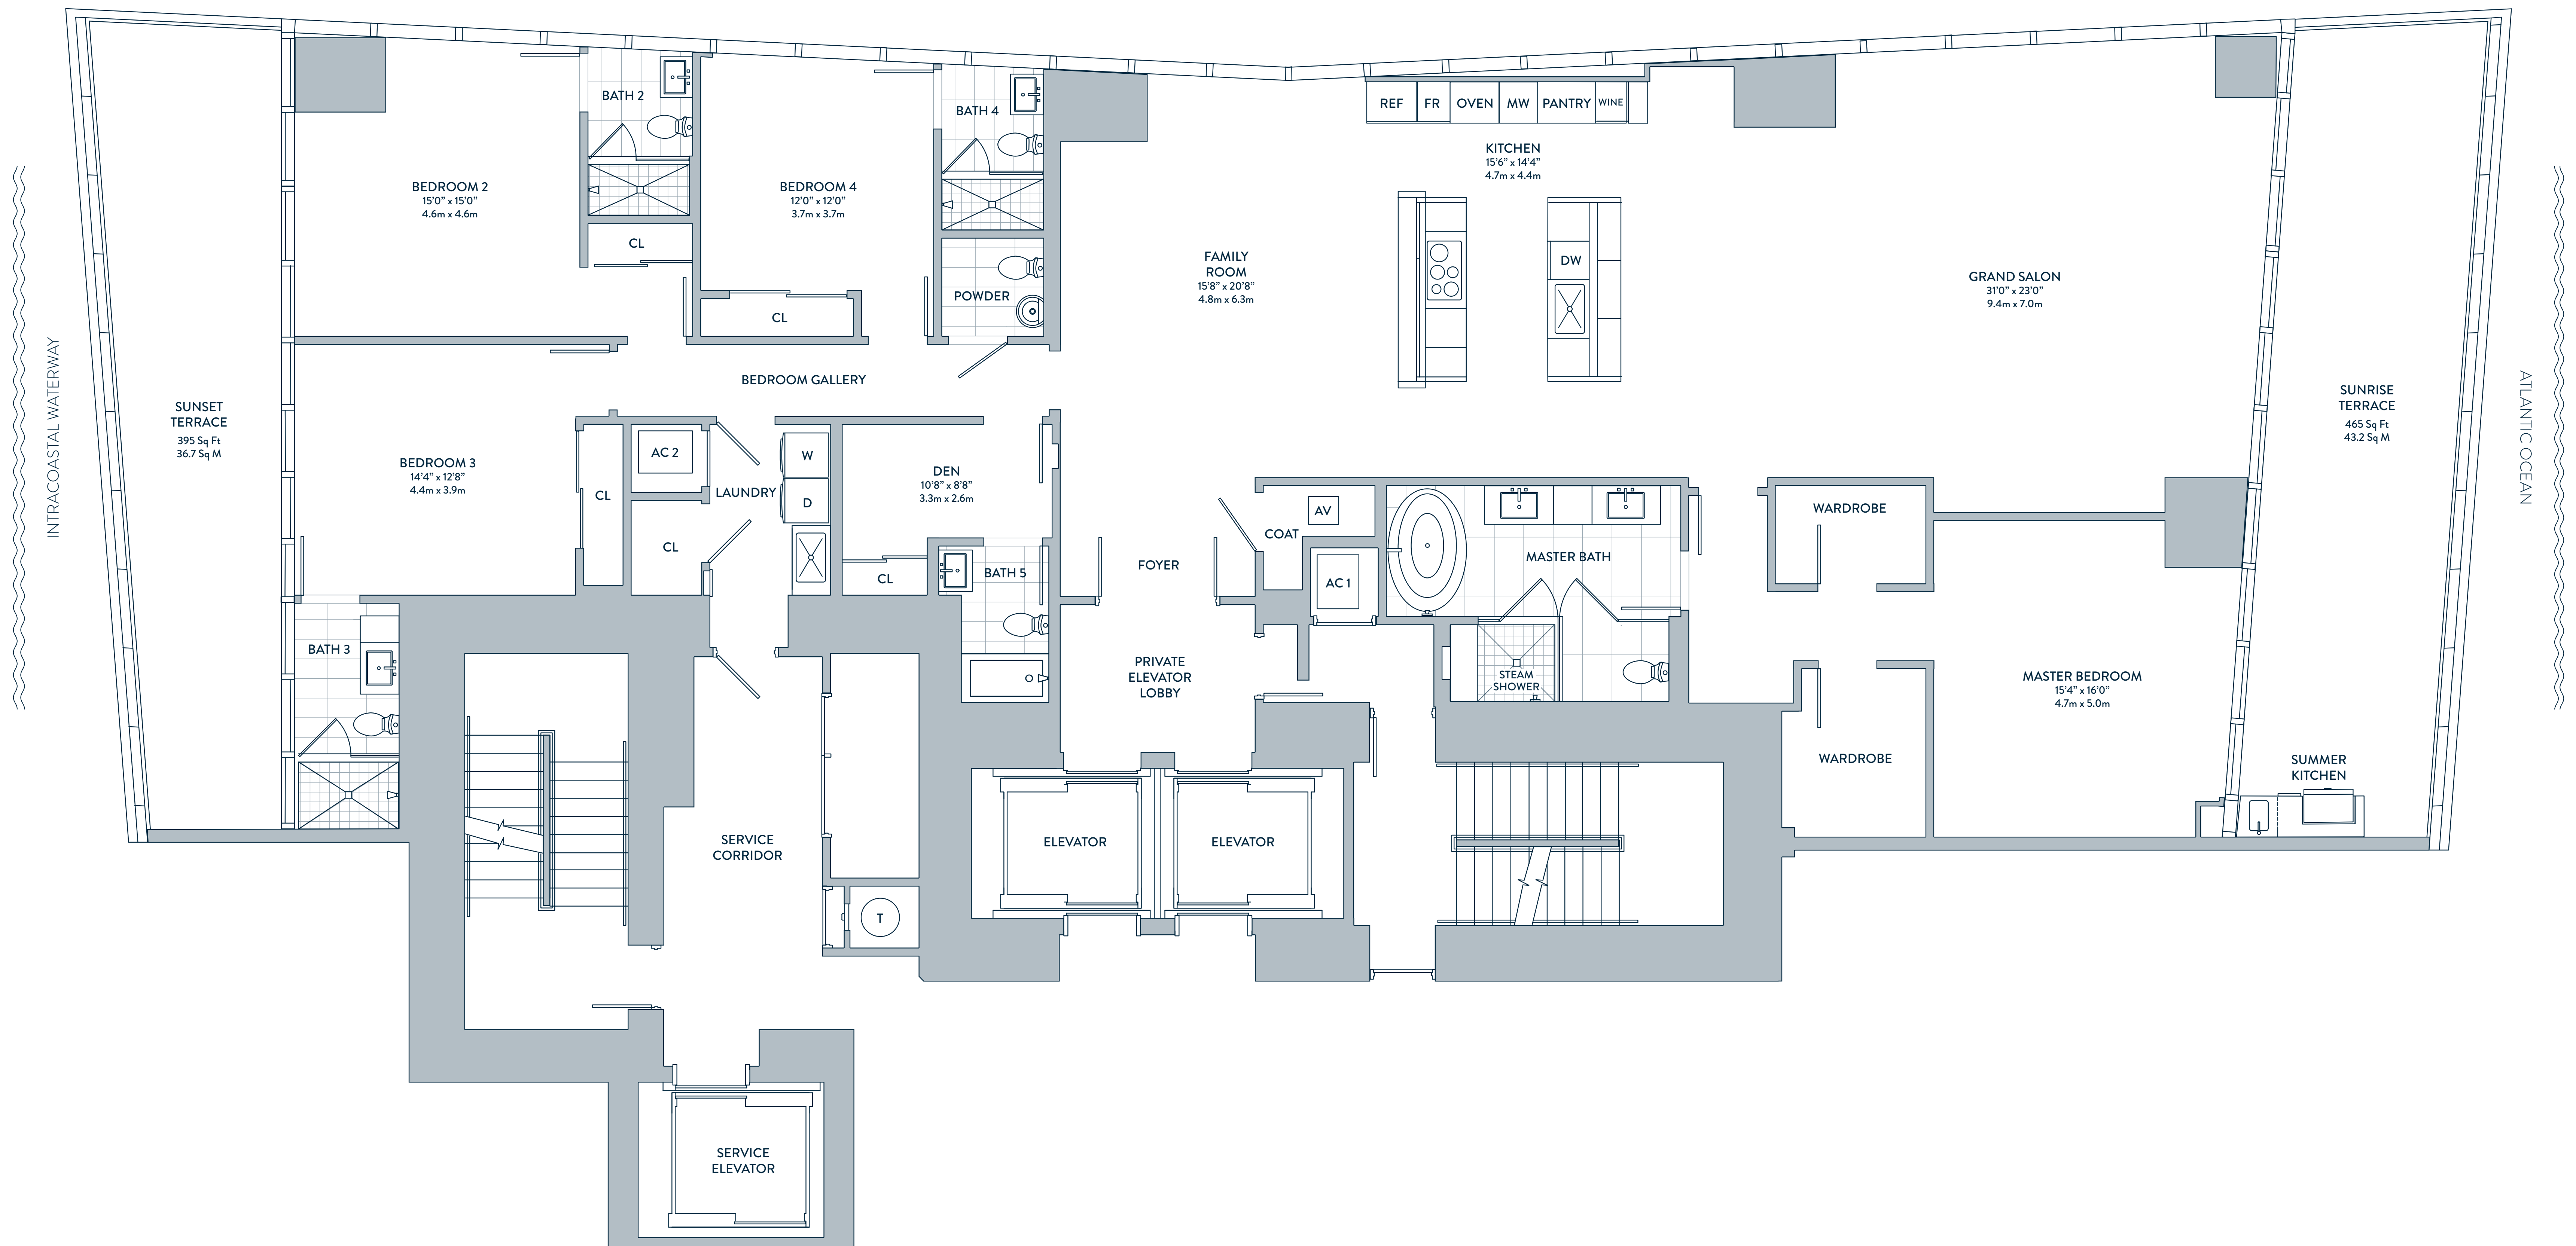 BATH 2
BATH 4
REF
FR
OVEN
MW
PANTRY
WINE
KITCHEN
15'6" x 14'4"
4.7m x 4.4m
BEDROOM 2
15'0" x 15'0"
4.6m x 4.6m
BEDROOM 4
12'0" x 12'0"
3.7m x 3.7m
CL
CL
POWDER
FAMILY
ROOM
15'8" x 20'8"
4.8m x 6.3m
DW
GRAND SALON
31'0" x 23'0"
9.4m x 7.0m
INTRACOASTAL WATERWAY
SUNSET
TERRACE
395 Sq Ft
36.7 Sq M
BEDROOM GALLERY
SUNRISE
TERRACE
465 Sq Ft
43.2 Sq M
ATLANTIC OCEAN
BEDROOM 3
14'4" x 12'8"
4.4m x 3.9m
CL
AC 2
LAUNDRY
W
D
CL
DEN
10'8" x 8'8"
3.3m x 2.6m
CL
BATH 5
FOYER
COAT
AV
AC 1
MASTER BATH
WARDROBE
BATH 3
PRIVATE
ELEVATOR
LOBBY
STEAM
SHOWER
MASTER BEDROOM
15'4" x 16'0"
4.7m x 5.0m
WARDROBE
SUMMER
KITCHEN
SERVICE
CORRIDOR
ELEVATOR
ELEVATOR
T
SERVICE
ELEVATOR